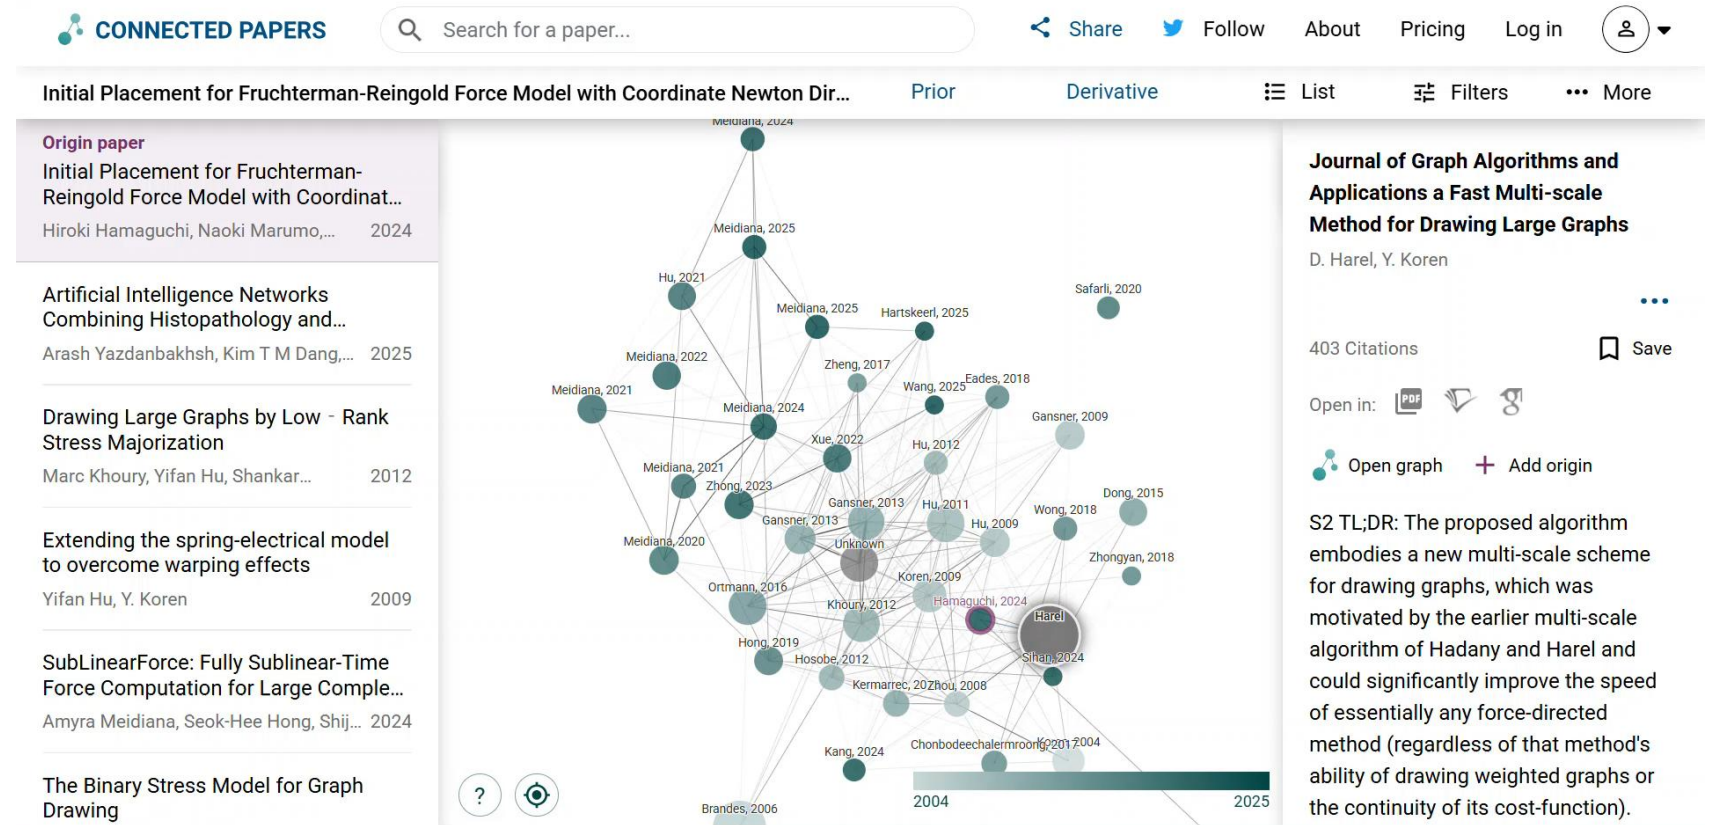 CONNECTED PAPERS
Search for a paper...
Share
Follow
About
Pricing
Log in
Initial Placement for Fruchterman-Reingold Force Model with Coordinate Newton Dir...
Prior
Derivative
List
Filters
More
Origin paper
Initial Placement for Fruchterman-
Reingold Force Model with Coordinat...
Hiroki Hamaguchi, Naoki Marumo,... 2024
Artificial Intelligence Networks
Combining Histopathology and...
Arash Yazdanbakhsh, Kim T M Dang,... 2025
Drawing Large Graphs by Low‐Rank
Stress Majorization
Marc Khoury, Yifan Hu, Shankar... 2012
Extending the spring-electrical model
to overcome warping effects
Yifan Hu, Y. Koren 2009
SubLinearForce: Fully Sublinear-Time
Force Computation for Large Comple...
Amyra Meidiana, Seok-Hee Hong, Shij... 2024
The Binary Stress Model for Graph
Drawing
Meidiana, 2024
Meidiana, 2025
Hu, 2021
Safarli, 2020
Meidiana, 2025
Hartskeerl, 2025
Meidiana, 2022
Zheng, 2017
Eades, 2018
Wang, 2025
Meidiana, 2021
Meidiana, 2024
Gansner, 2009
Xue, 2022
Hu, 2012
Meidiana, 2021
Zhong, 2023
Dong, 2015
Gansner, 2013
Hu, 2011
Wong, 2018
Gansner, 2013
Hu, 2009
Meidiana, 2020
Unknown
Zhongyan, 2018
Koren, 2009
Ortmann, 2016
Hamaguchi, 2024
Khoury, 2012
Harel
Hong, 2019
Hosobe, 2012
Sihan, 2024
Kermarrec, 20
Zhou, 2008
Chonbodeechalermroong, 2017
2004
Kang, 2024
Brandes, 2006
?
2004
2025
Journal of Graph Algorithms and
Applications a Fast Multi-scale
Method for Drawing Large Graphs
D. Harel, Y. Koren
403 Citations
Save
Open in:
PDF
Open graph
Add origin
S2 TL;DR: The proposed algorithm
embodies a new multi-scale scheme
for drawing graphs, which was
motivated by the earlier multi-scale
algorithm of Hadany and Harel and
could significantly improve the speed
of essentially any force-directed
method (regardless of that method's
ability of drawing weighted graphs or
the continuity of its cost-function).